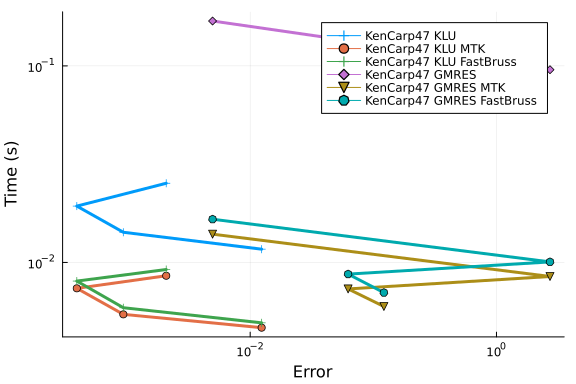 KenCarp47 KLU
KenCarp47 KLU MTK
KenCarp47 KLU FastBruss
KenCarp47 GMRES
KenCarp47 GMRES MTK
KenCarp47 GMRES FastBruss
Time (s)
10⁻¹
10⁻²
10⁻²
10⁰
Error